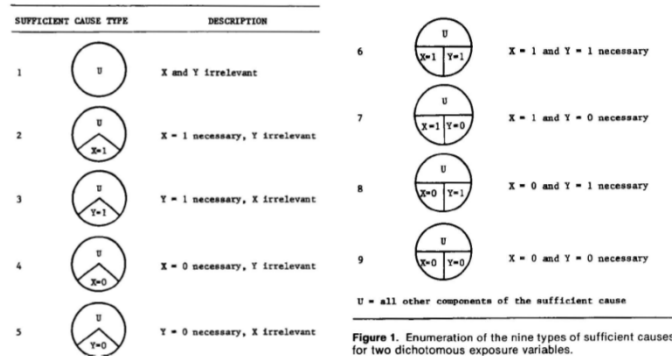 SUFFICIENT CAUSE TYPE DESCRIPTION
1 U X and Y irrelevant
2 U X=1 X = 1 necessary, Y irrelevant
3 U Y=1 Y = 1 necessary, X irrelevant
4 U X=0 X = 0 necessary, Y irrelevant
5 U Y=0 Y = 0 necessary, X irrelevant
6 U X=1 Y=1 X = 1 and Y = 1 necessary
7 U X=1 Y=0 X = 1 and Y = 0 necessary
8 U X=0 Y=1 X = 0 and Y = 1 necessary
9 U X=0 Y=0 X = 0 and Y = 0 necessary
U = all other components of the sufficient cause
Figure 1. Enumeration of the nine types of sufficient causes
for two dichotomous exposure variables.